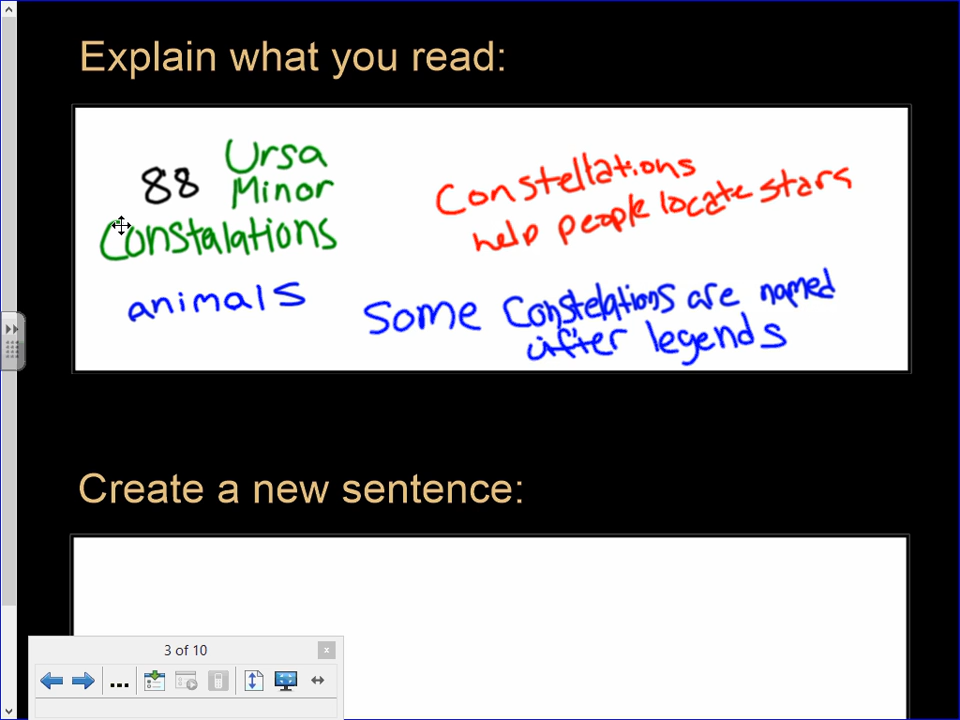 Explain what you read:
88
Ursa
Minor
Constalations
animals
Constellations
help people locate stars
Some Constelations are named
after legends
Create a new sentence:
3 of 10
...